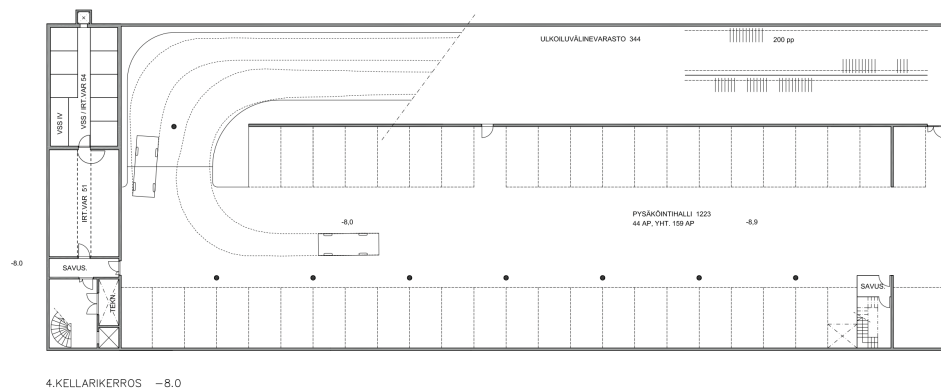 ULKOILUVÄLINEVARASTO 344
200 pp
VSS IV
VSS / IRT.VAR 54
IRT.VAR. 51
-8,0
PYSÄKÖINTIHALLI 1223
44 AP, YHT. 159 AP
-8,9
-8.0
SAVUS.
TEKN.
SAVUS.
4.KELLARIKERROS −8.0